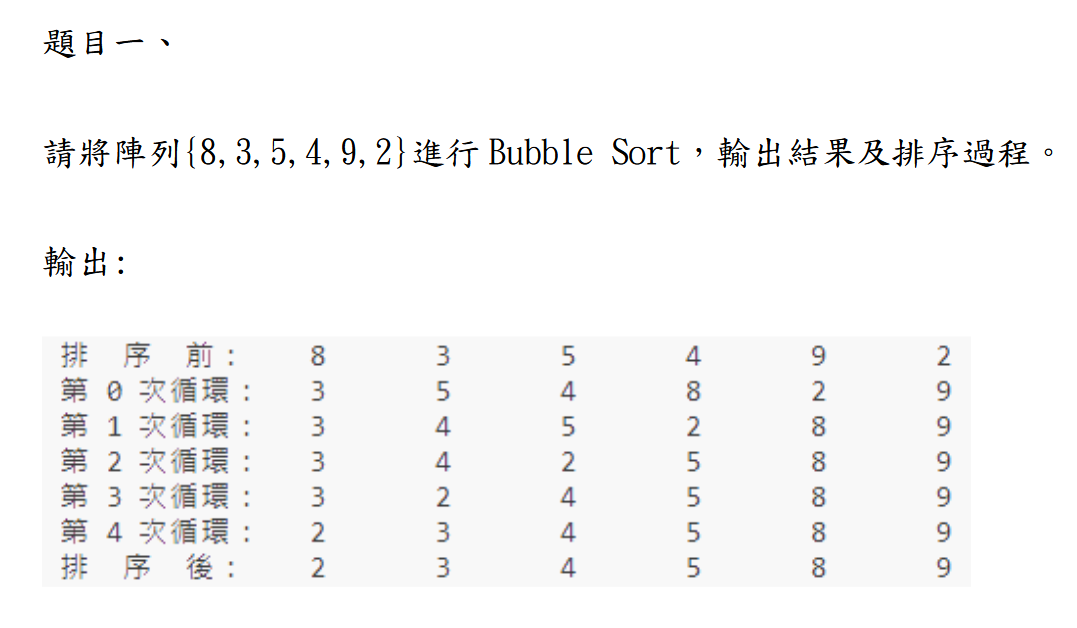 題目一、
請將陣列{8,3,5,4,9,2}進行 Bubble Sort，輸出結果及排序過程。
輸出:
排 序 前： 8 3 5 4 9 2
第 0 次循環： 3 5 4 8 2 9
第 1 次循環： 3 4 5 2 8 9
第 2 次循環： 3 4 2 5 8 9
第 3 次循環： 3 2 4 5 8 9
第 4 次循環： 2 3 4 5 8 9
排 序 後： 2 3 4 5 8 9